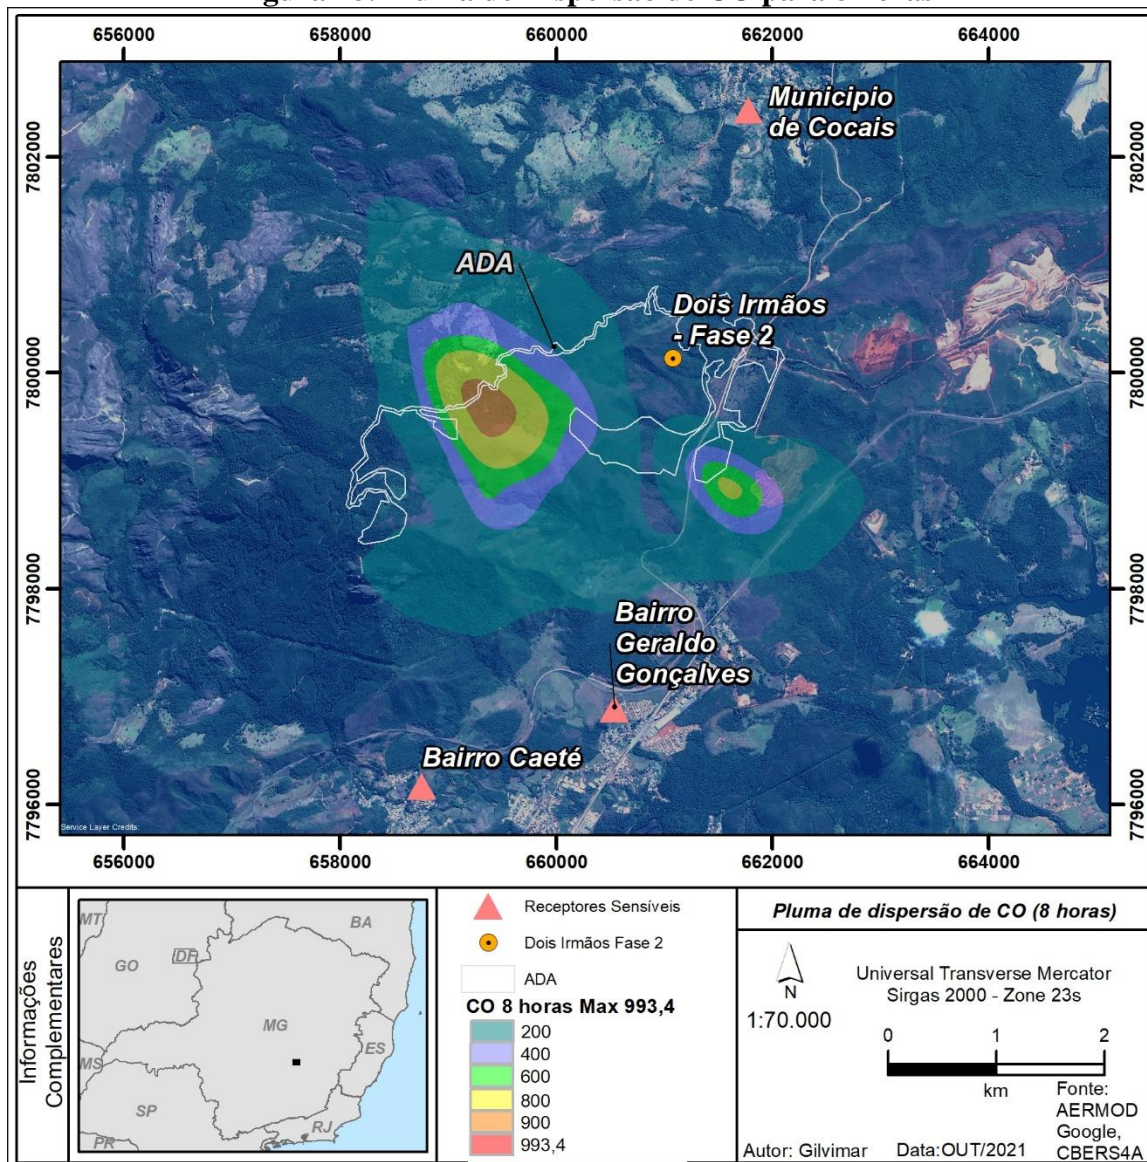 656000 658000 660000 662000 664000
Municipio
de Cocais
7802000
7802000
ADA
Dois Irmãos
- Fase 2
7800000
7800000
7798000
7798000
Bairro
Geraldo
Gonçalves
Bairro Caeté
7796000
7796000
Service Layer Credits:
656000 658000 660000 662000 664000
Informações
Complementares
MT
BA
GO
DF
MG
ES
MS
SP
RJ
PR
Receptores Sensíveis
Dois Irmãos Fase 2
ADA
CO 8 horas Max 993,4
200
400
600
800
900
993,4
Pluma de dispersão de CO (8 horas)
N
1:70.000
Universal Transverse Mercator
Sirgas 2000 - Zone 23s
0 1 2
km
Fonte:
AERMOD
Google,
CBERS4A
Autor: Gilvimar Data:OUT/2021